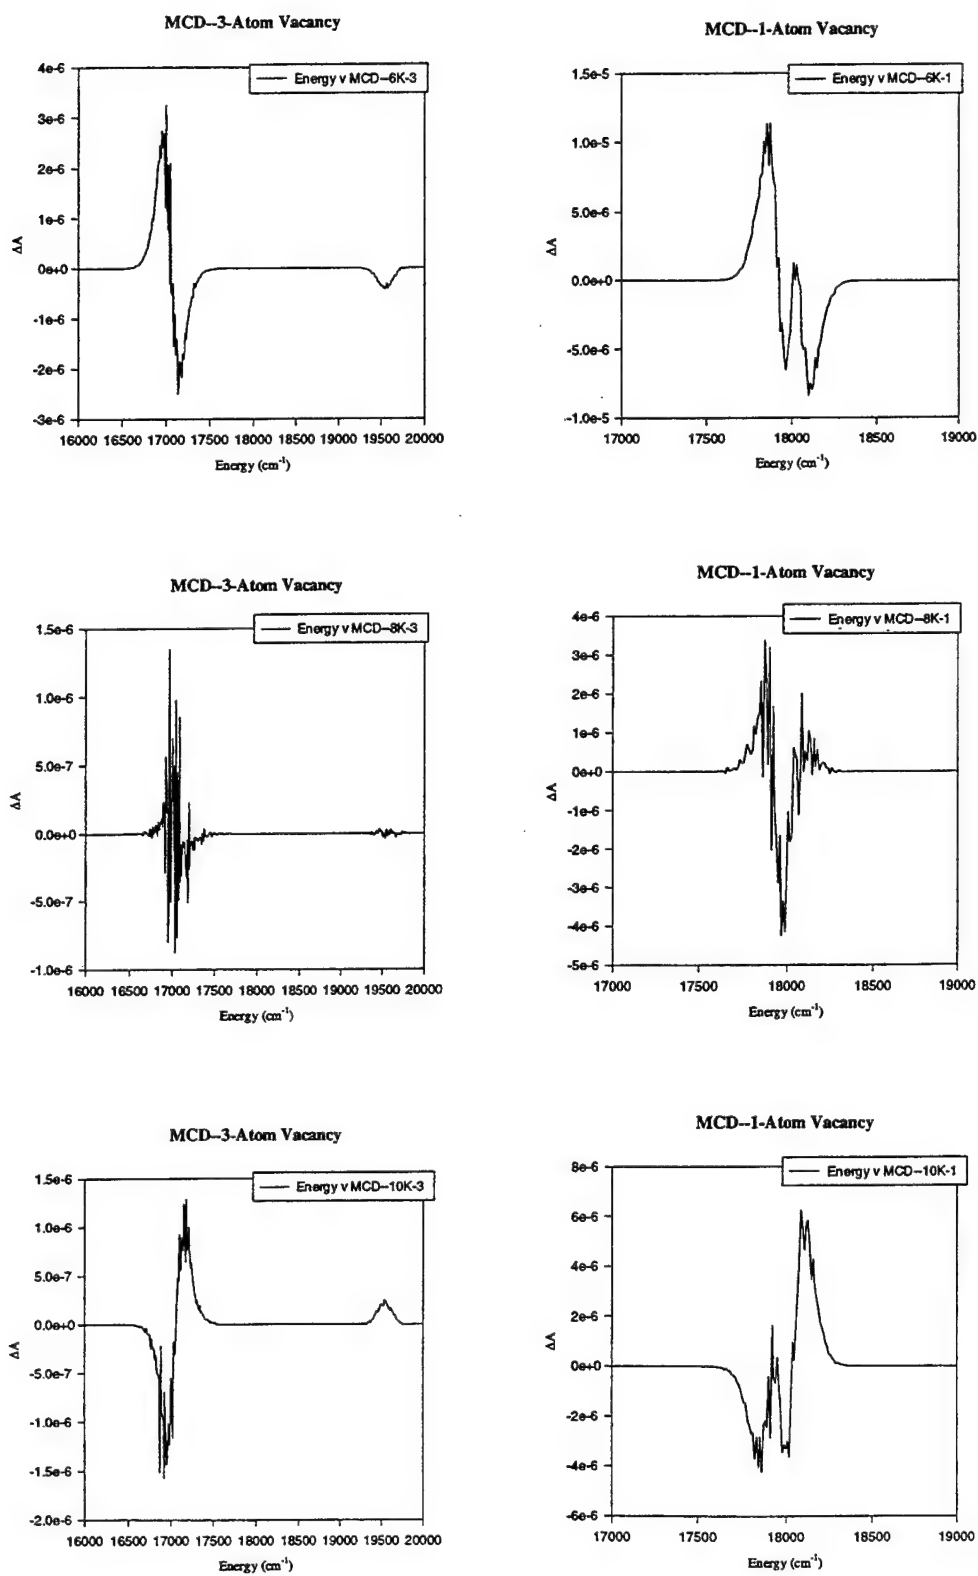 MCD--3-Atom Vacancy
Energy v MCD--6K-3
4e-6
3e-6
2e-6
1e-6
0e+0
-1e-6
-2e-6
-3e-6
ΔA
16000 16500 17000 17500 18000 18500 19000 19500 20000
Energy (cm⁻¹)
MCD--1-Atom Vacancy
Energy v MCD--6K-1
1.5e-5
1.0e-5
5.0e-6
0.0e+0
-5.0e-6
-1.0e-5
ΔA
17000 17500 18000 18500 19000
Energy (cm⁻¹)
MCD--3-Atom Vacancy
Energy v MCD--8K-3
1.5e-6
1.0e-6
5.0e-7
0.0e+0
-5.0e-7
-1.0e-6
ΔA
16000 16500 17000 17500 18000 18500 19000 19500 20000
Energy (cm⁻¹)
MCD--1-Atom Vacancy
Energy v MCD--8K-1
4e-6
3e-6
2e-6
1e-6
0e+0
-1e-6
-2e-6
-3e-6
-4e-6
-5e-6
ΔA
17000 17500 18000 18500 19000
Energy (cm⁻¹)
MCD--3-Atom Vacancy
Energy v MCD--10K-3
1.5e-6
1.0e-6
5.0e-7
0.0e+0
-5.0e-7
-1.0e-6
-1.5e-6
-2.0e-6
ΔA
16000 16500 17000 17500 18000 18500 19000 19500 20000
Energy (cm⁻¹)
MCD--1-Atom Vacancy
Energy v MCD--10K-1
8e-6
6e-6
4e-6
2e-6
0e+0
-2e-6
-4e-6
-6e-6
ΔA
17000 17500 18000 18500 19000
Energy (cm⁻¹)